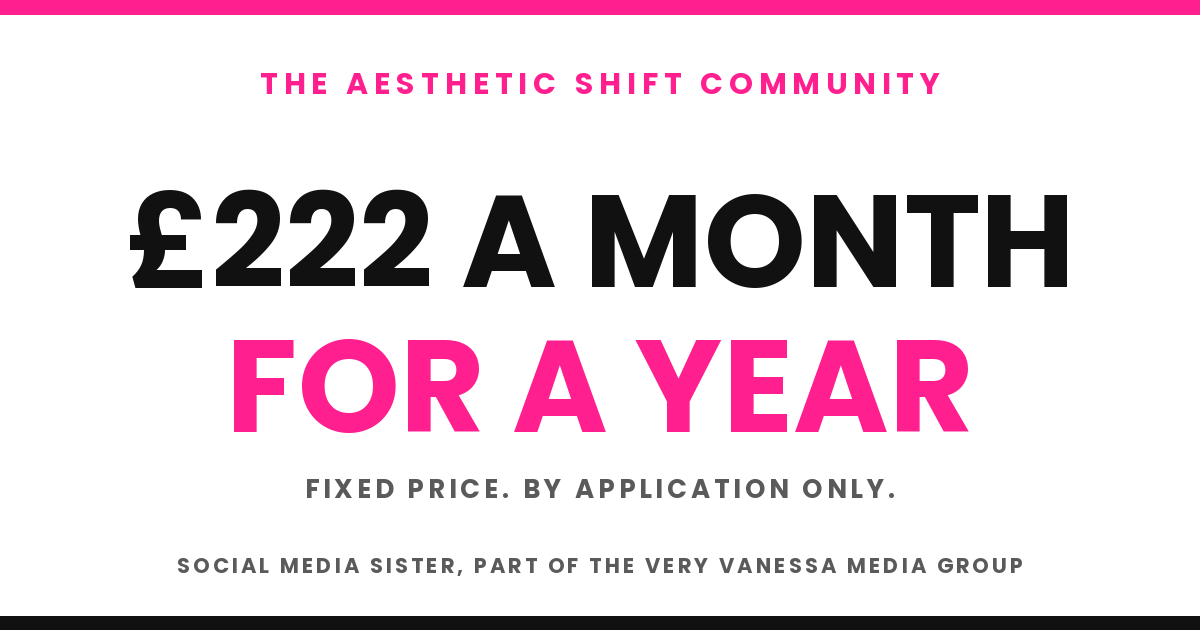 THE AESTHETIC SHIFT COMMUNITY
£222 A MONTH
FOR A YEAR
FIXED PRICE. BY APPLICATION ONLY.
SOCIAL MEDIA SISTER, PART OF THE VERY VANESSA MEDIA GROUP